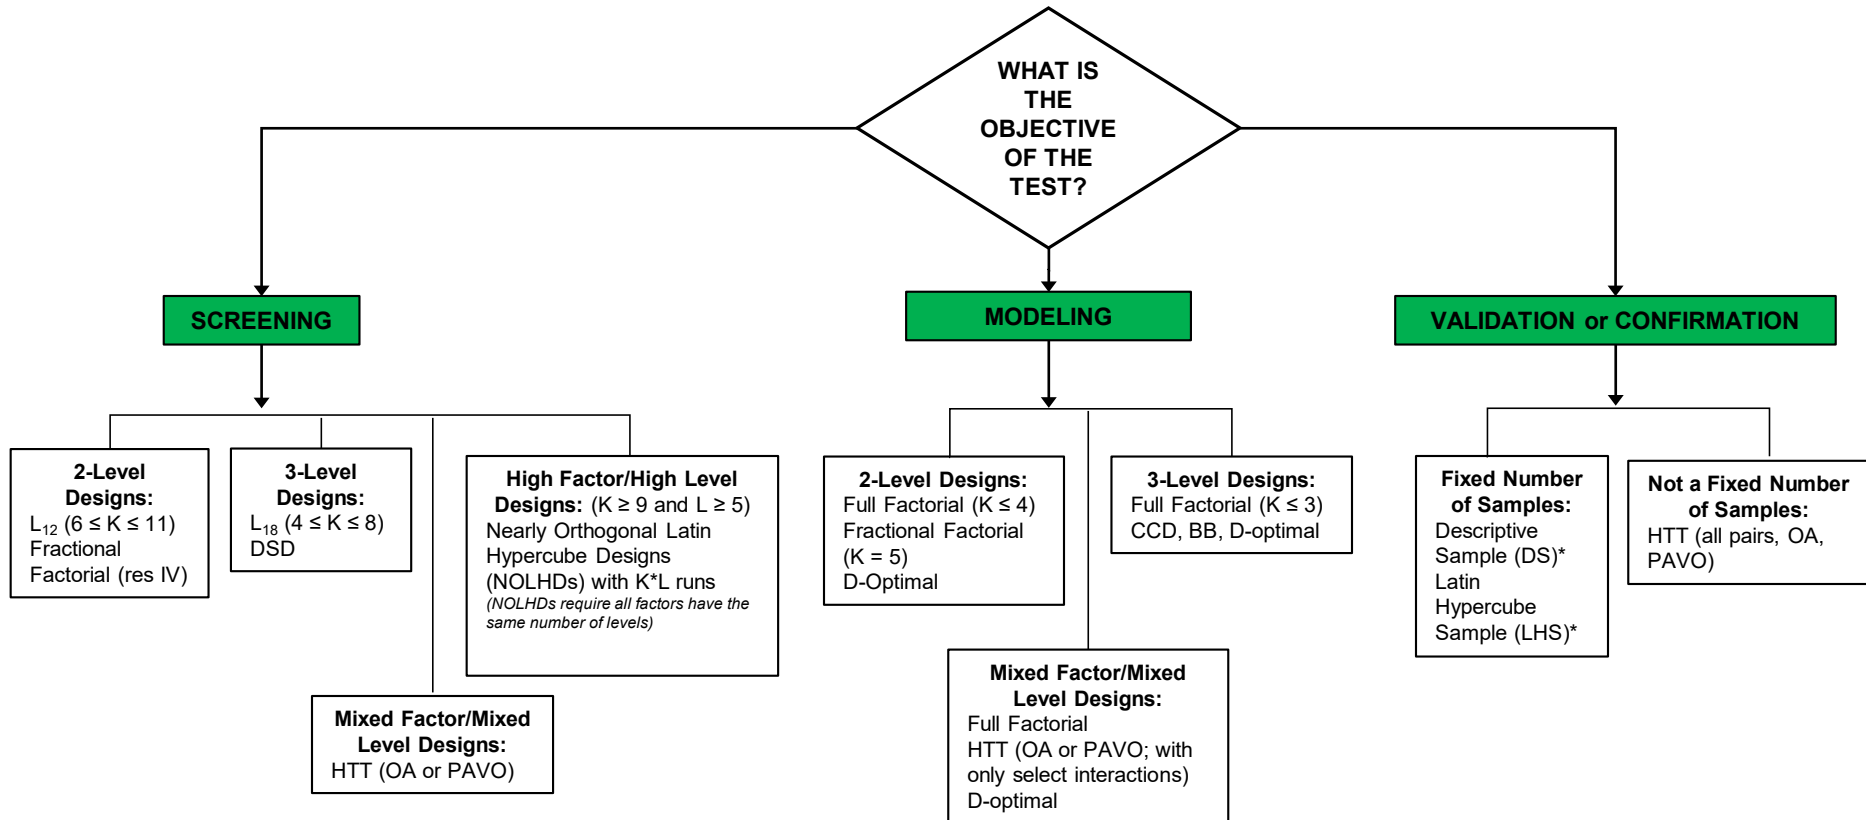 WHAT IS
THE
OBJECTIVE
OF THE
TEST?
SCREENING
MODELING
VALIDATION or CONFIRMATION
2-Level
Designs:
L₁₂ (6 ≤ K ≤ 11)
Fractional
Factorial (res IV)
3-Level
Designs:
L₁₈ (4 ≤ K ≤ 8)
DSD
High Factor/High Level
Designs: (K ≥ 9 and L ≥ 5)
Nearly Orthogonal Latin
Hypercube Designs
(NOLHDs) with K*L runs
(NOLHDs require all factors have the
same number of levels)
Mixed Factor/Mixed
Level Designs:
HTT (OA or PAVO)
2-Level Designs:
Full Factorial (K ≤ 4)
Fractional Factorial
(K = 5)
D-Optimal
3-Level Designs:
Full Factorial (K ≤ 3)
CCD, BB, D-optimal
Mixed Factor/Mixed
Level Designs:
Full Factorial
HTT (OA or PAVO; with
only select interactions)
D-optimal
Fixed Number
of Samples:
Descriptive
Sample (DS)*
Latin
Hypercube
Sample (LHS)*
Not a Fixed Number
of Samples:
HTT (all pairs, OA,
PAVO)